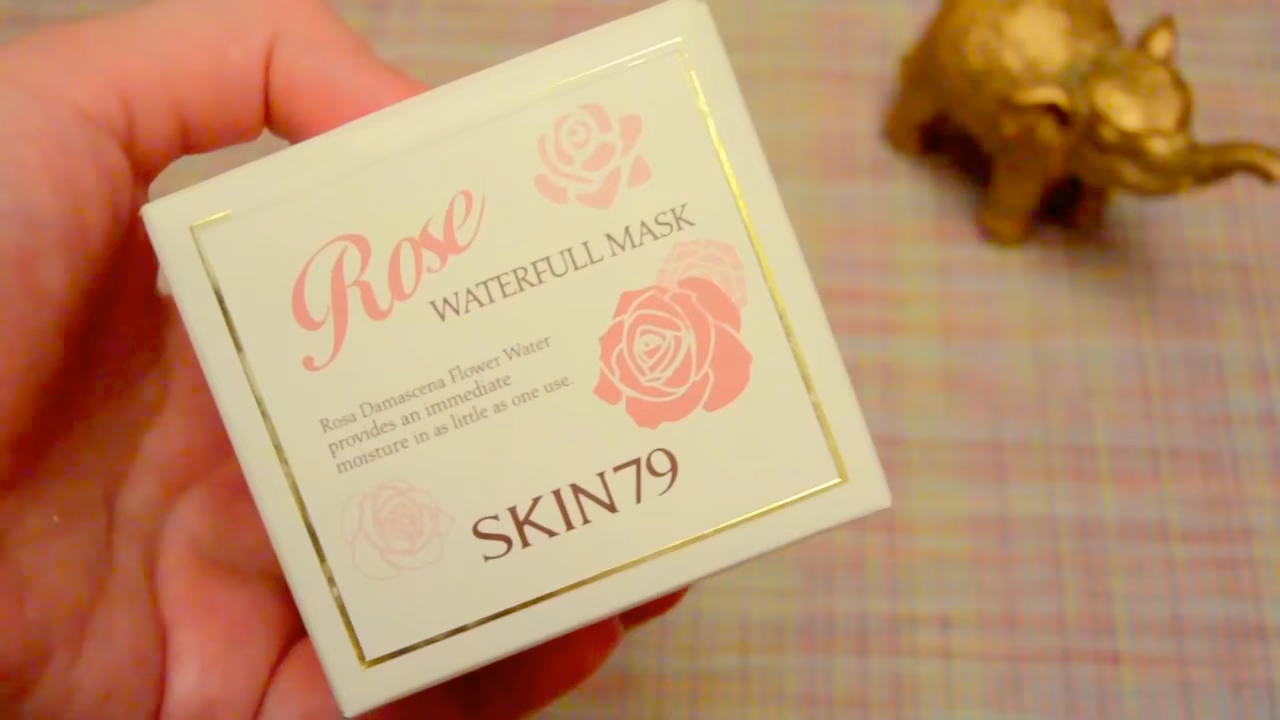 Rose
WATERFULL MASK
Rosa Damascena Flower Water
provides an immediate
moisture in as little as one use.
SKIN79